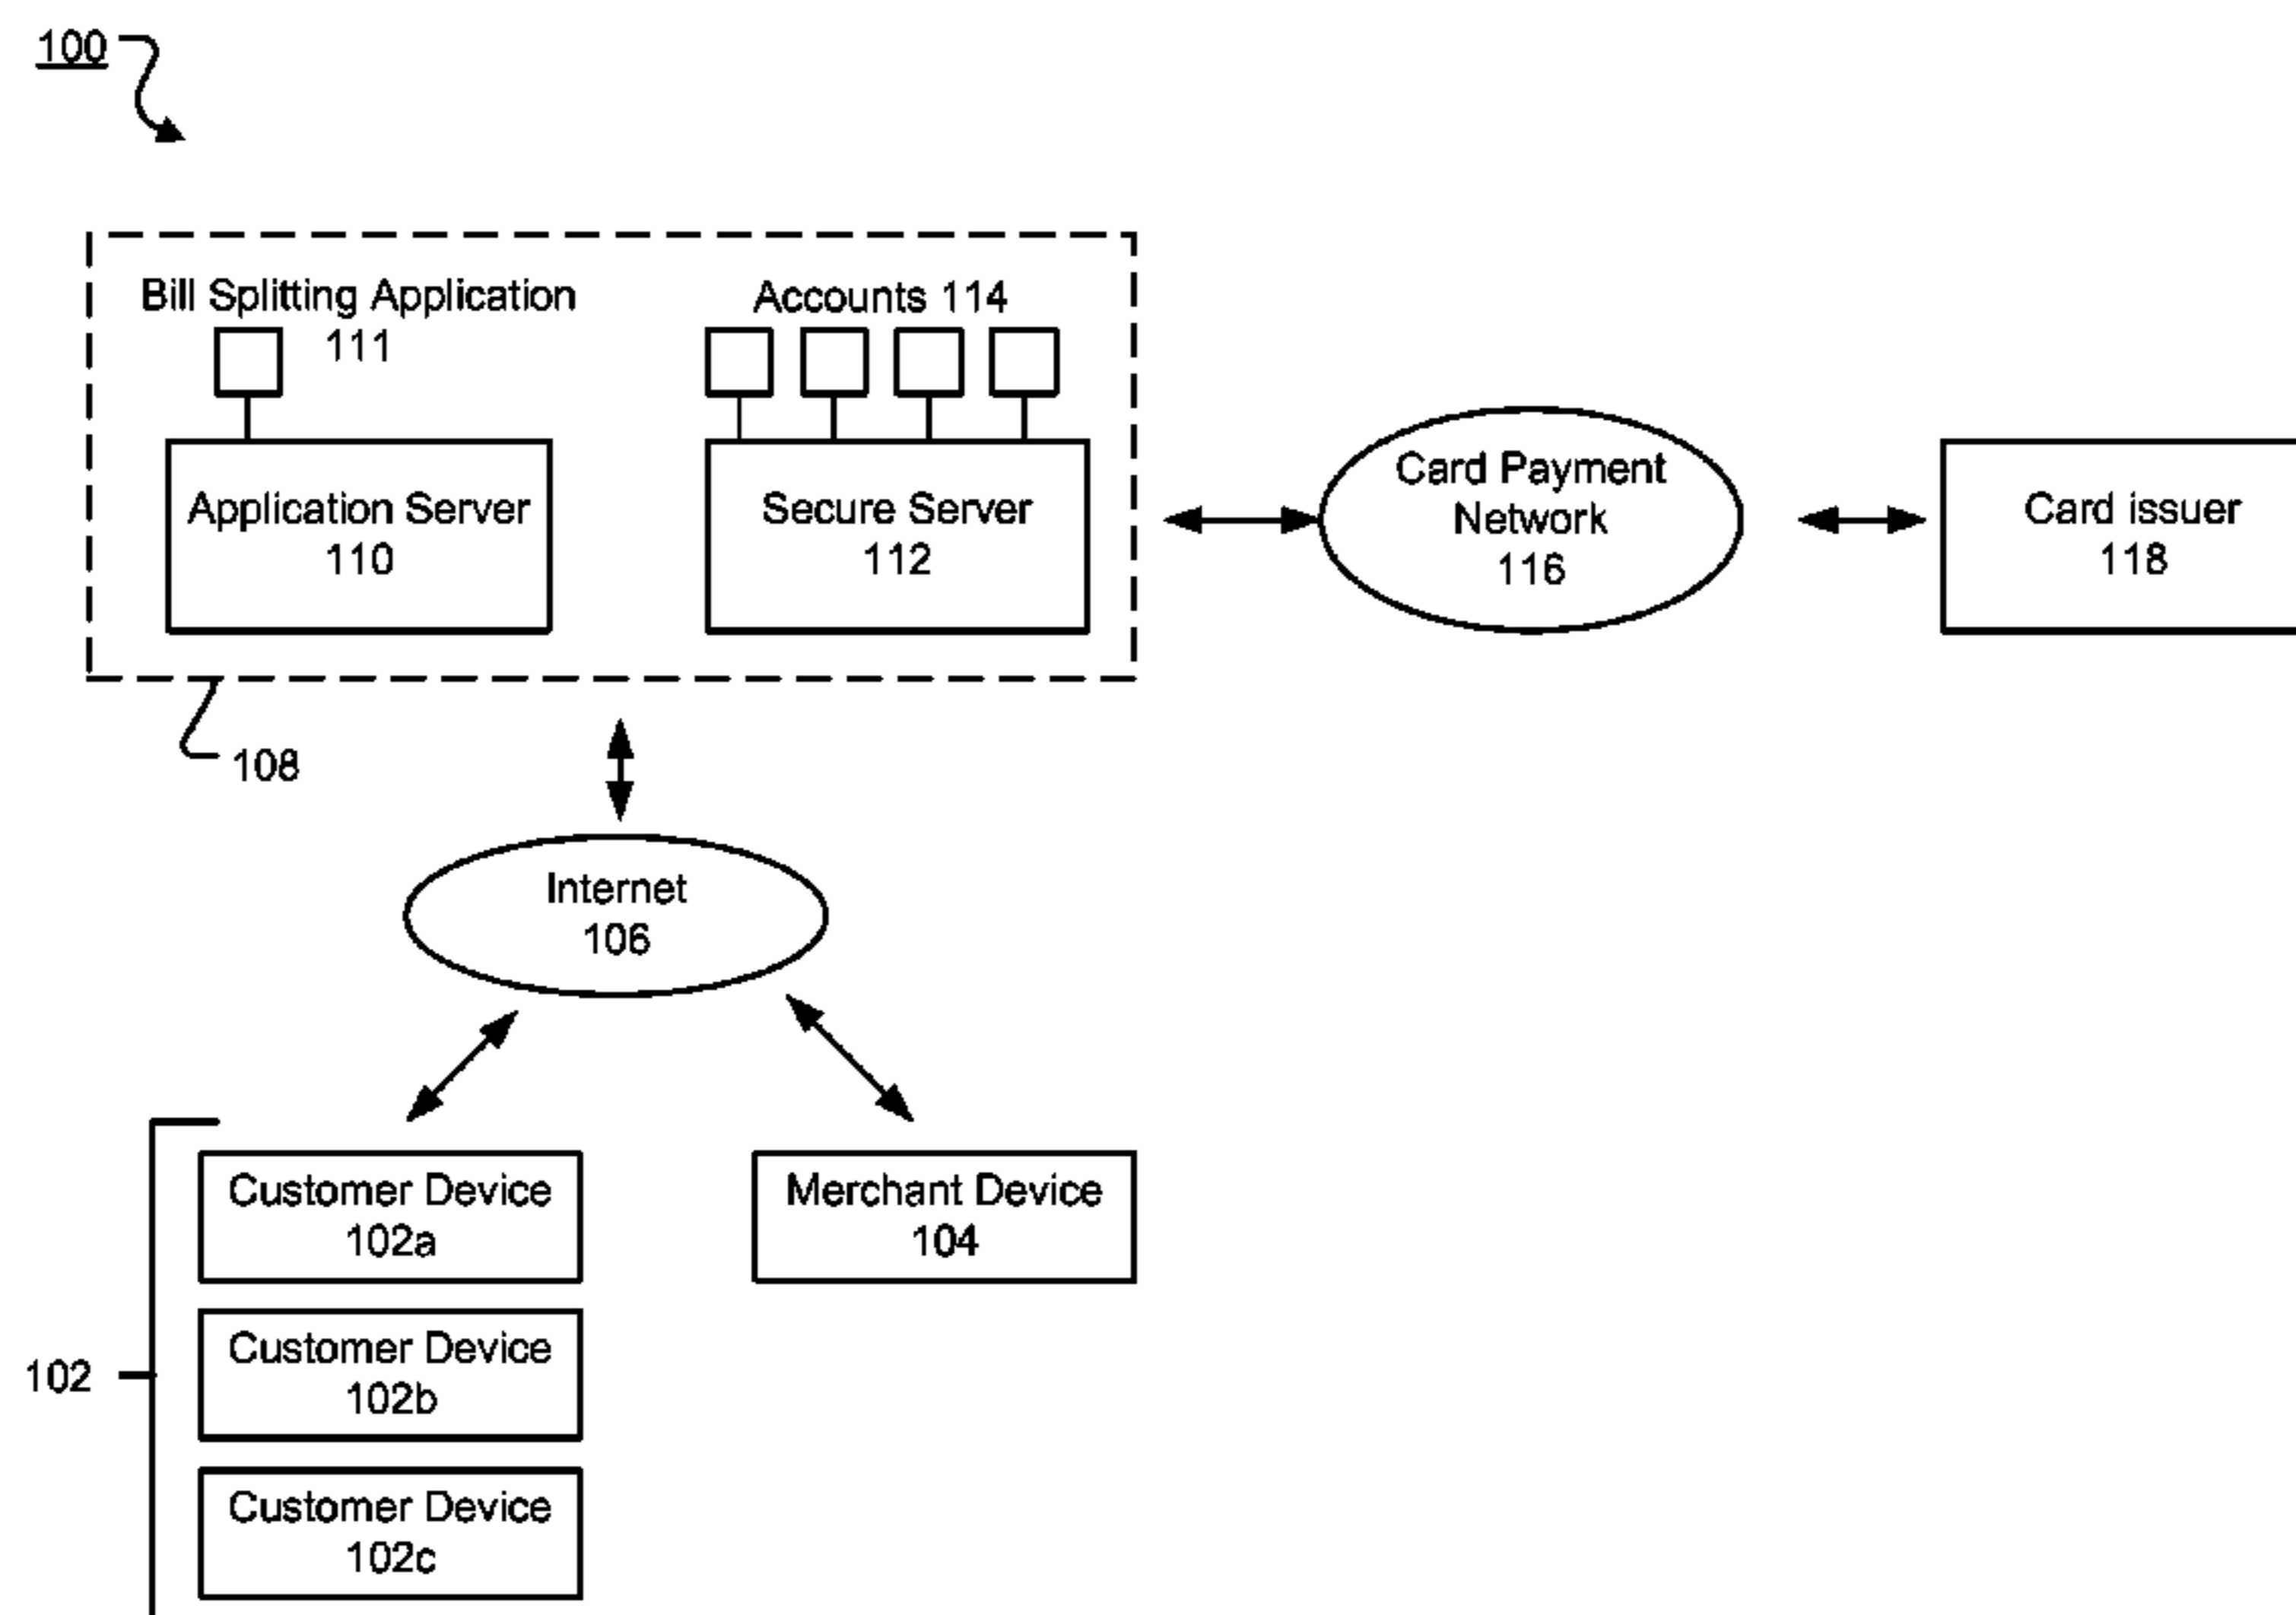 100
Bill Splitting Application
111
Accounts 114
Application Server
110
Secure Server
112
Card Payment
Network
116
Card issuer
118
108
Internet
106
Customer Device
102a
Merchant Device
104
102
Customer Device
102b
Customer Device
102c